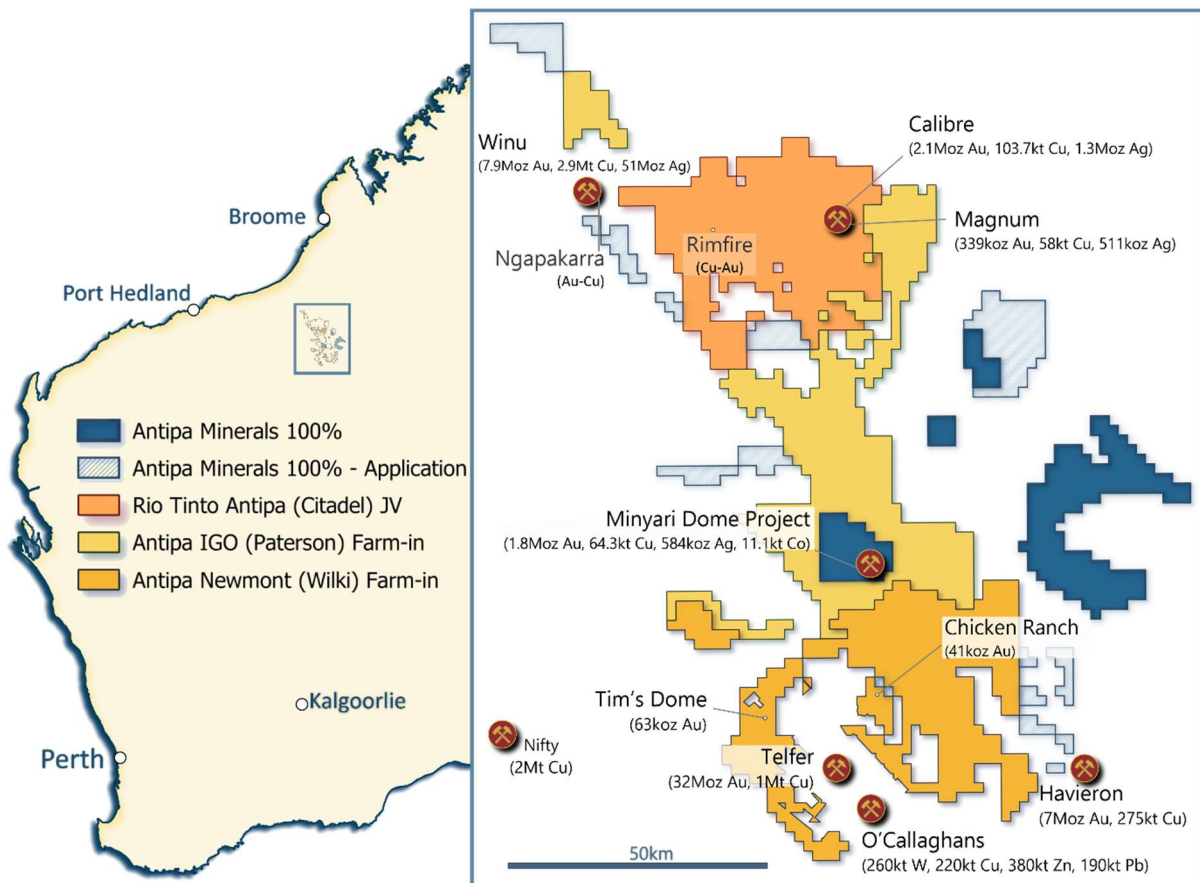 Broome
Port Hedland
Antipa Minerals 100%
Antipa Minerals 100% - Application
Rio Tinto Antipa (Citadel) JV
Antipa IGO (Paterson) Farm-in
Antipa Newmont (Wilki) Farm-in
Kalgoorlie
Perth
Winu
(7.9Moz Au, 2.9Mt Cu, 51Moz Ag)
Calibre
(2.1Moz Au, 103.7kt Cu, 1.3Moz Ag)
Magnum
(339koz Au, 58kt Cu, 511koz Ag)
Rimfire
(Cu-Au)
Ngapakarra
(Au-Cu)
Minyari Dome Project
(1.8Moz Au, 64.3kt Cu, 584koz Ag, 11.1kt Co)
Chicken Ranch
(41koz Au)
Tim's Dome
(63koz Au)
Nifty
(2Mt Cu)
Telfer
(32Moz Au, 1Mt Cu)
Havieron
(7Moz Au, 275kt Cu)
O'Callaghans
(260kt W, 220kt Cu, 380kt Zn, 190kt Pb)
50km